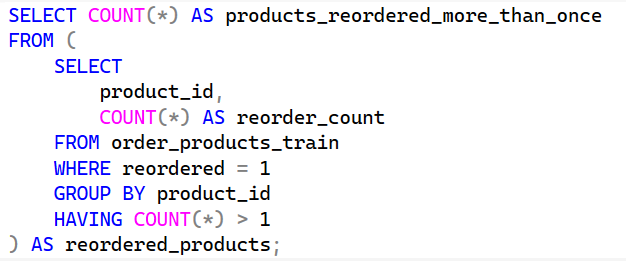 SELECT COUNT(*) AS products_reordered_more_than_once
FROM (
    SELECT
        product_id,
        COUNT(*) AS reorder_count
    FROM order_products_train
    WHERE reordered = 1
    GROUP BY product_id
    HAVING COUNT(*) > 1
) AS reordered_products;